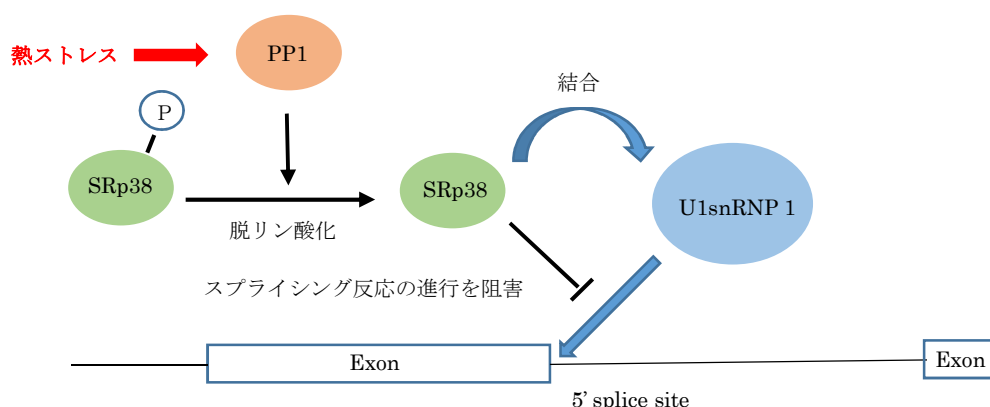 熱ストレス
PP1
結合
P
SRp38
SRp38
U1snRNP 1
脱リン酸化
スプライシング反応の進行を阻害
Exon
Exon
5’ splice site